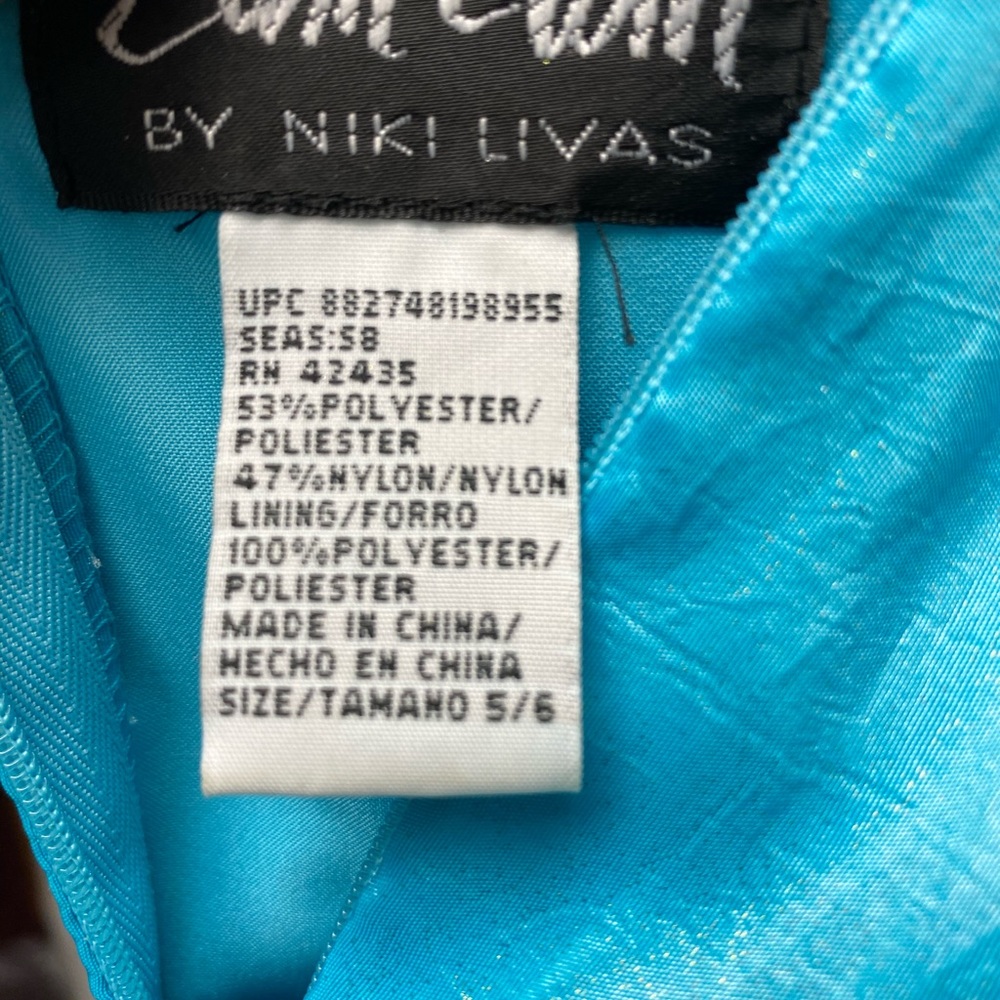 BY NIKI LIVAS
UPC 882748198955
SEAS:S8
RN 42435
53%POLYESTER/
POLIESTER
47%NYLON/NYLON
LINING/FORRO
100%POLYESTER/
POLIESTER
MADE IN CHINA/
HECHO EN CHINA
SIZE/TAMANO 5/6